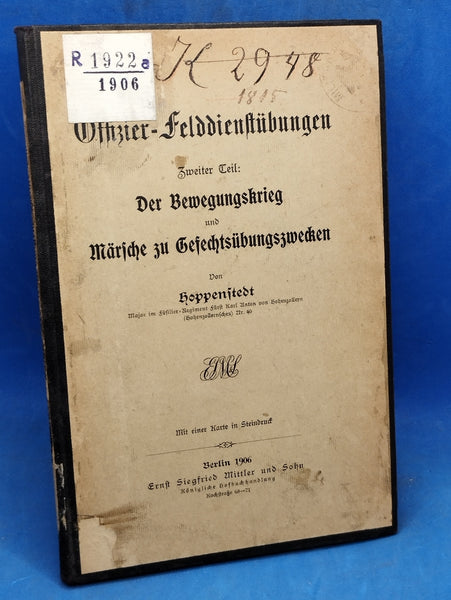 R 1922a
1906
K 2948
1815
Offizier-Felddienstübungen
Zweiter Teil:
Der Bewegungskrieg
und
Märsche zu Gefechtsübungszwecken
Von
Hoppenstedt
Major im Füsilier-Regiment Fürst Karl Anton von Hohenzollern
(Hohenzollernschen) Nr. 40
Mit einer Karte in Steindruck
Berlin 1906
Ernst Siegfried Mittler und Sohn
Königliche Hofbuchhandlung
Kochstraße 68–71